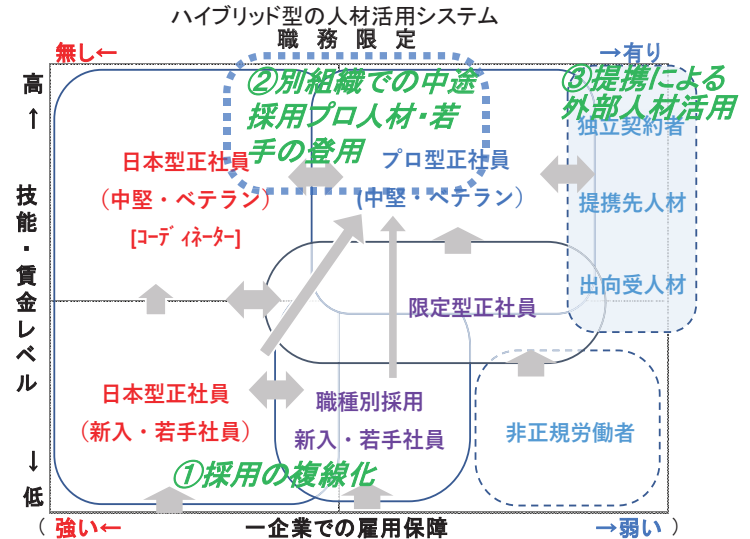 ハイブリッド型の人材活用システム
職務限定
無し←
→有り
高
↑
技能・賃金レベル
↓
低
②別組織での中途
採用プロ人材・若
手の登用
③提携による
外部人材活用
独立契約者
提携先人材
出向受人材
日本型正社員
（中堅・ベテラン）
[ｺｰﾃﾞｨﾈｰﾀｰ]
プロ型正社員
(中堅・ベテラン）
限定型正社員
日本型正社員
（新入・若手社員）
職種別採用
新入・若手社員
非正規労働者
①採用の複線化
（ 強い←
一企業での雇用保障
→弱い ）